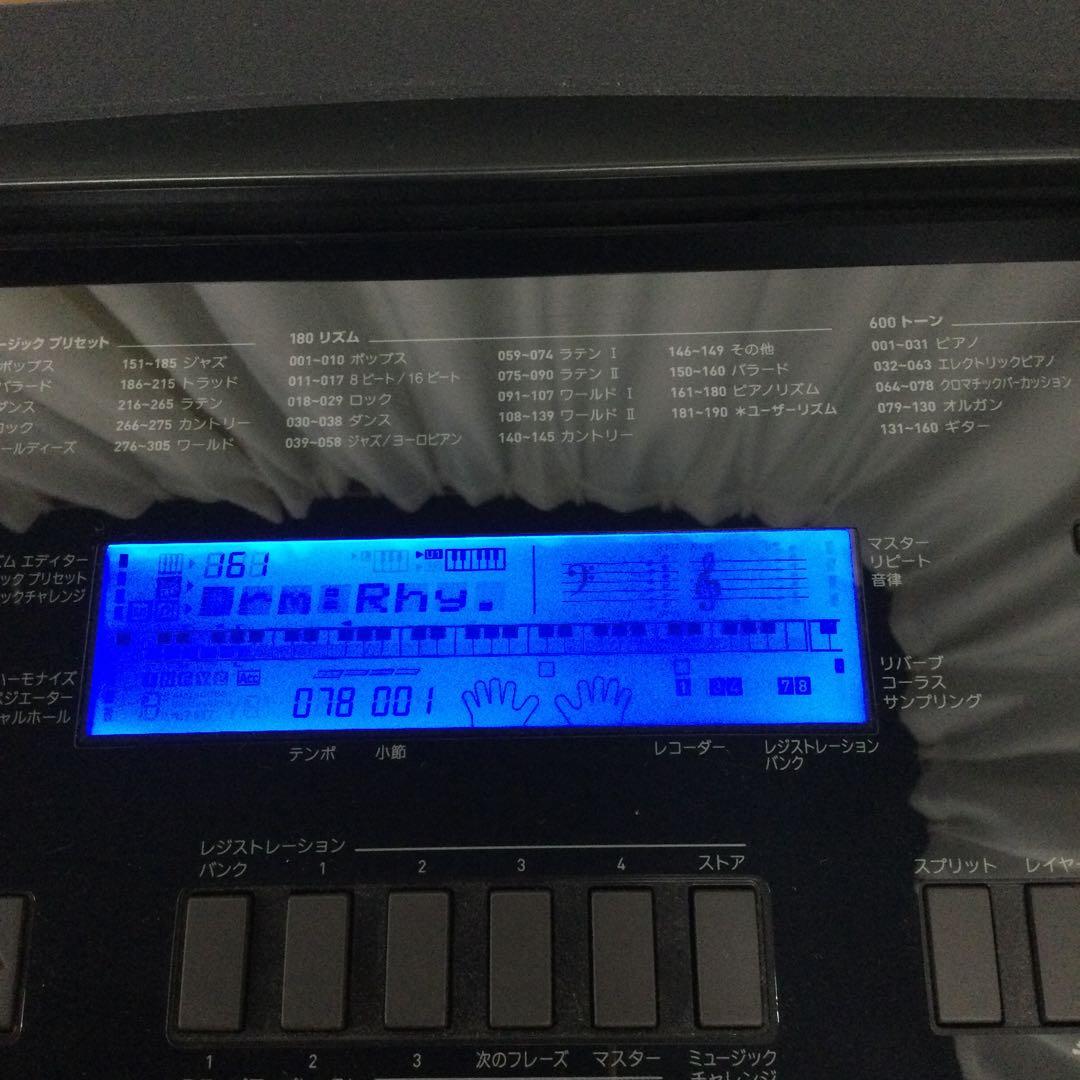 ージック プリセット
ポップス
バラード
ダンス
ロック
ールディーズ
151~185 ジャズ
186~215 トラッド
216~265 ラテン
266~275 カントリー
276~305 ワールド
180 リズム
001~010 ポップス
011~017 8 ビート/16 ビート
018~029 ロック
030~038 ダンス
039~058 ジャズ/ヨーロピアン
059~074 ラテン I
075~090 ラテン II
091~107 ワールド I
108~139 ワールド II
140~145 カントリー
146~149 その他
150~160 バラード
161~180 ピアノリズム
181~190 *ユーザーリズム
600 トーン
001~031 ピアノ
032~063 エレクトリックピアノ
064~078 クロマチックパーカッション
079~130 オルガン
131~160 ギター
ズム エディター
ック プリセット
ックチャレンジ
ハーモナイズ
ペジエーター
ャルホール
161
U1
Rhy.
Acc
078 001
1 3 4 7 8
マスター
リピート
音律
リバーブ
コーラス
サンプリング
テンポ
小節
レコーダー
レジストレーション
バンク
レジストレーション
バンク
1
2
3
4
ストア
スプリット
レイヤー
1
2
3
次のフレーズ
マスター
ミュージック
チャレンジ